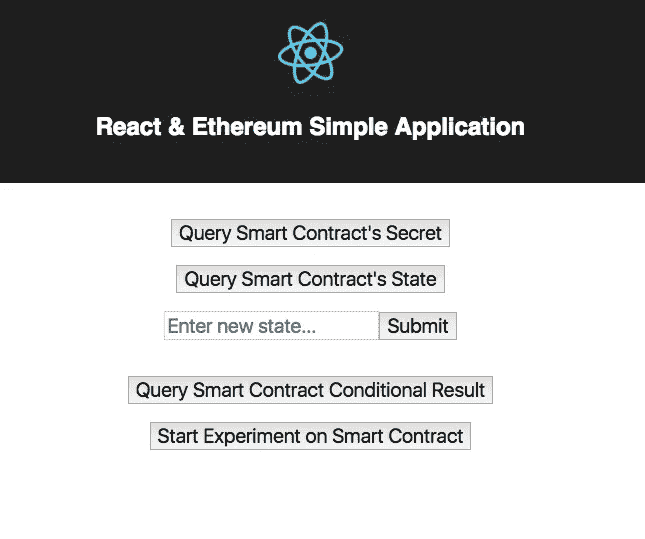 React & Ethereum Simple Application
Query Smart Contract's Secret
Query Smart Contract's State
Enter new state... Submit
Query Smart Contract Conditional Result
Start Experiment on Smart Contract